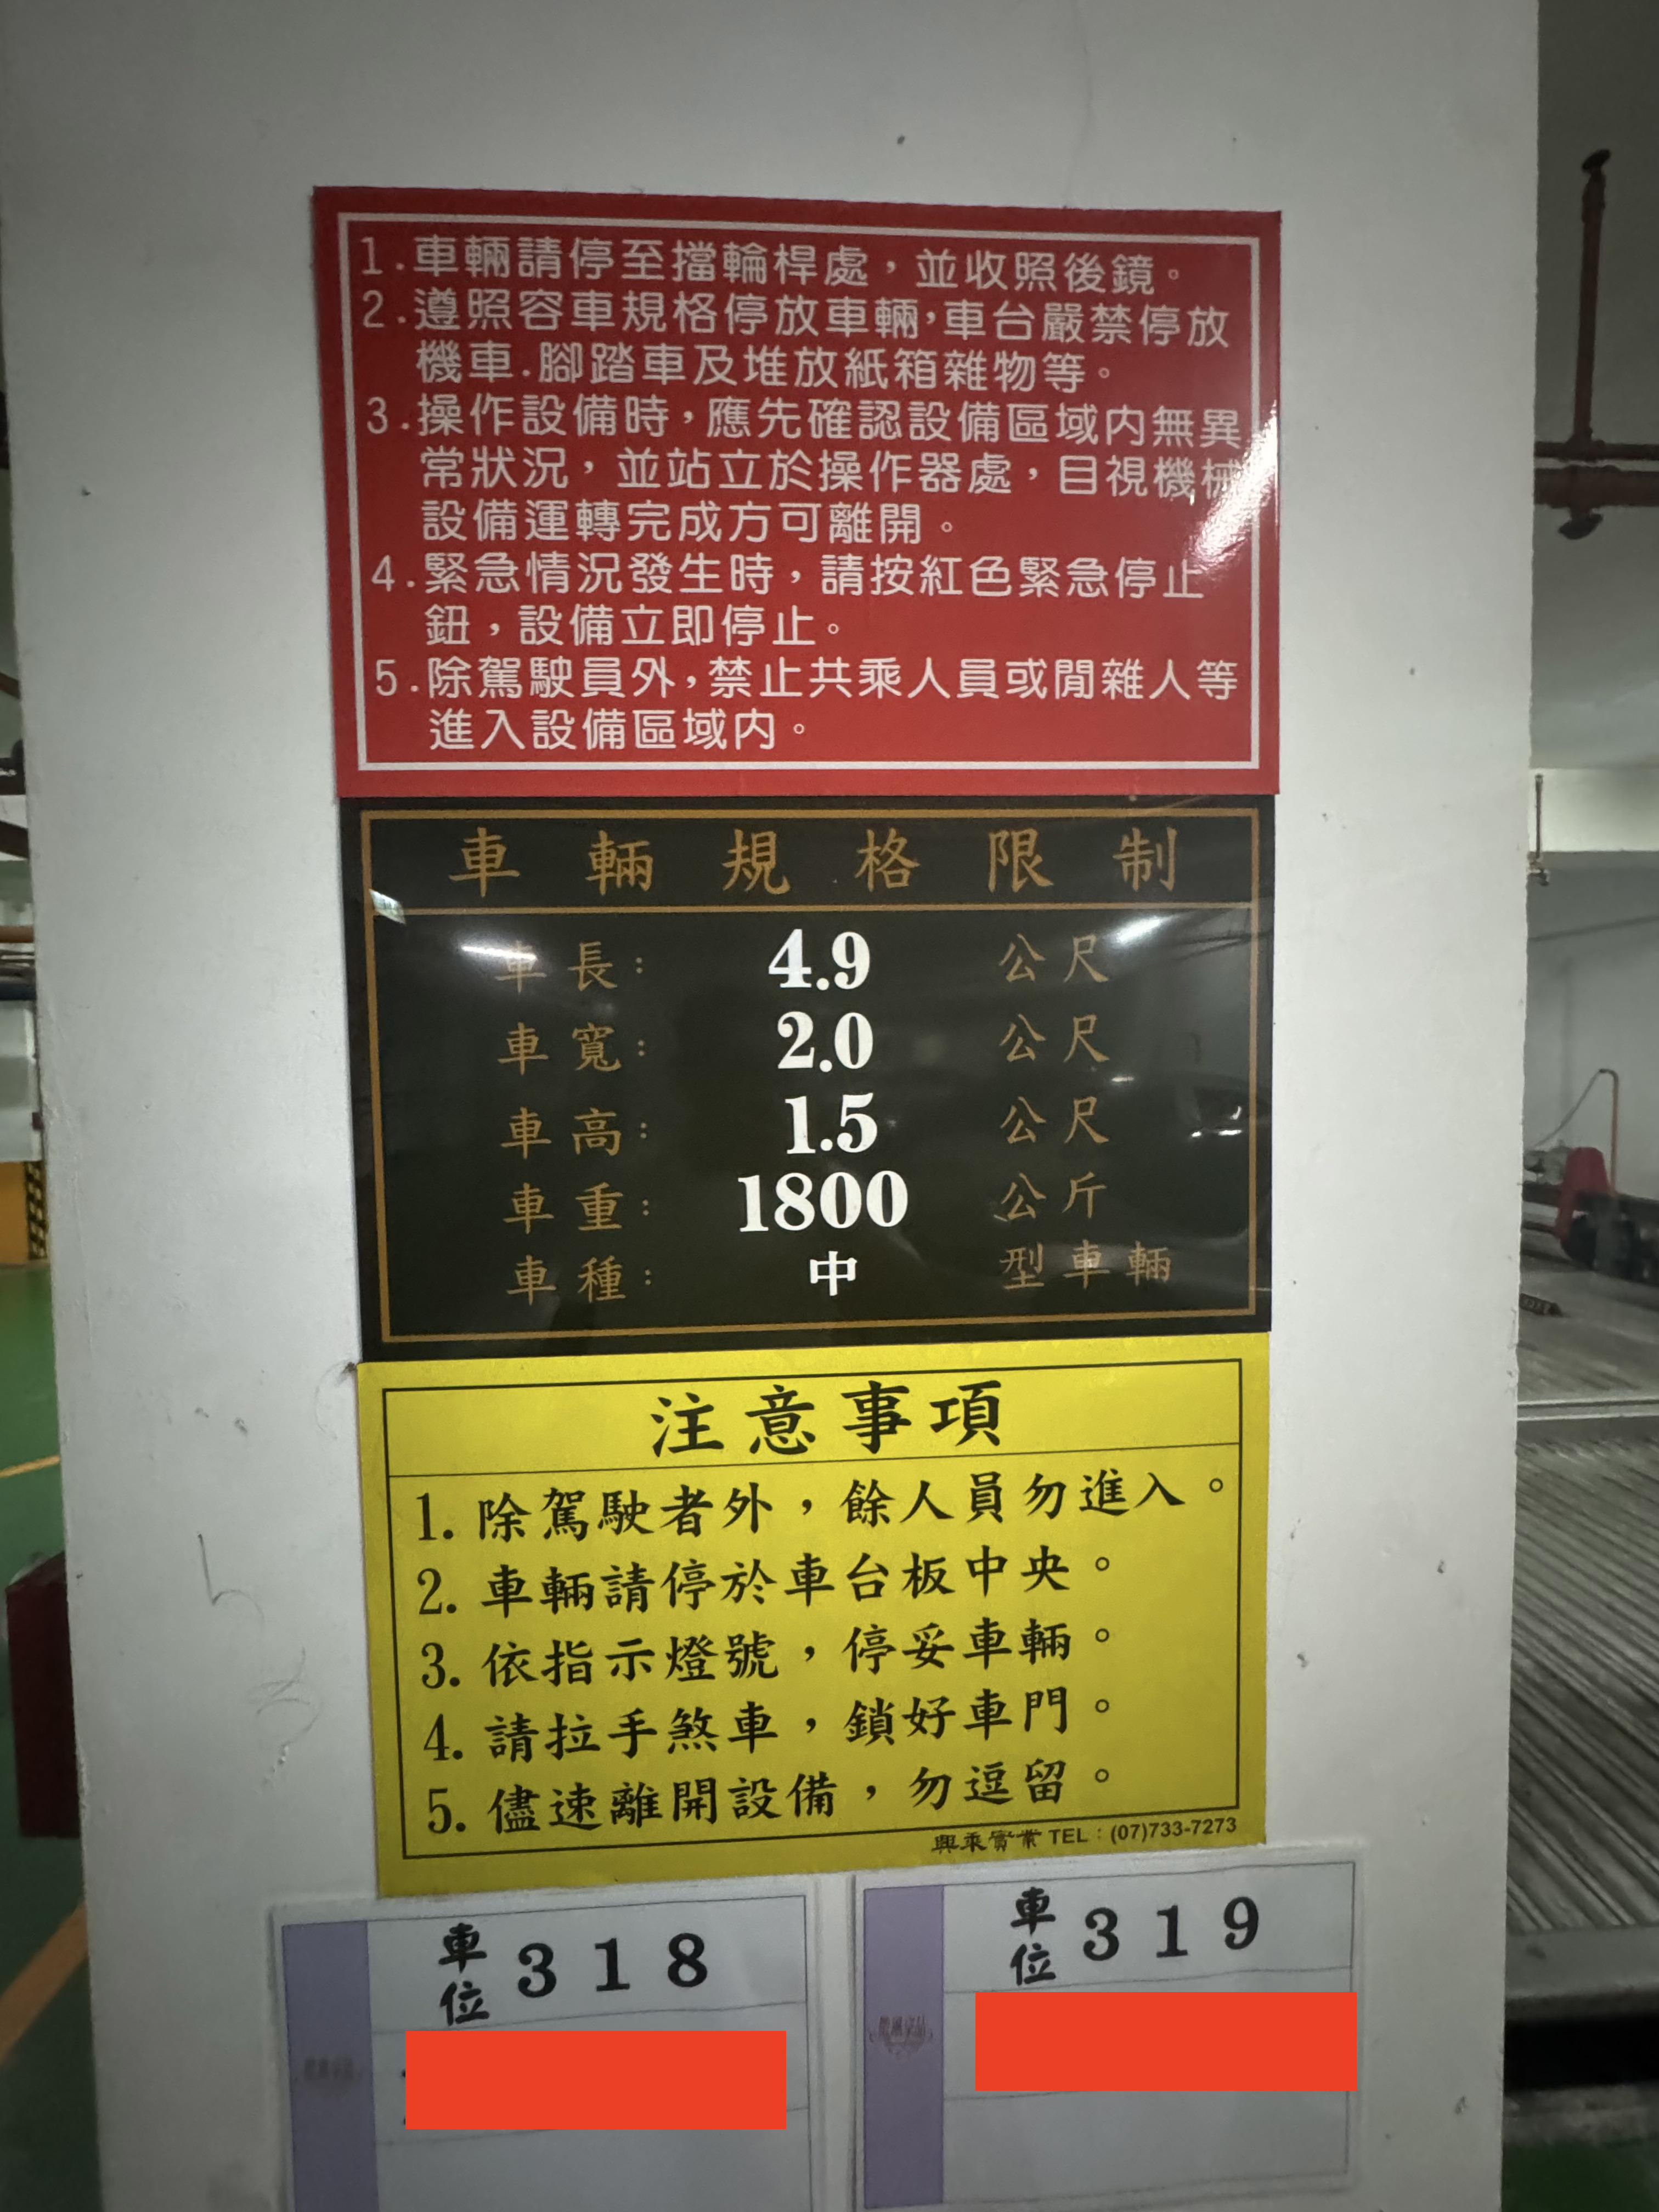 1.車輛請停至擋輪桿處，並收照後鏡。
2.遵照容車規格停放車輛，車台嚴禁停放
機車.腳踏車及堆放紙箱雜物等。
3.操作設備時，應先確認設備區域內無異
常狀況，並站立於操作器處，目視機械
設備運轉完成方可離開。
4.緊急情況發生時，請按紅色緊急停止
鈕，設備立即停止。
5.除駕駛員外，禁止共乘人員或閒雜人等
進入設備區域內。
車輛規格限制
車長： 4.9 公尺
車寬： 2.0 公尺
車高： 1.5 公尺
車重： 1800 公斤
車種： 中 型車輛
注意事項
1. 除駕駛者外，餘人員勿進入。
2. 車輛請停於車台板中央。
3. 依指示燈號，停妥車輛。
4. 請拉手煞車，鎖好車門。
5. 儘速離開設備，勿逗留。
興乘實業 TEL：(07)733-7273
車位 318
車位 319